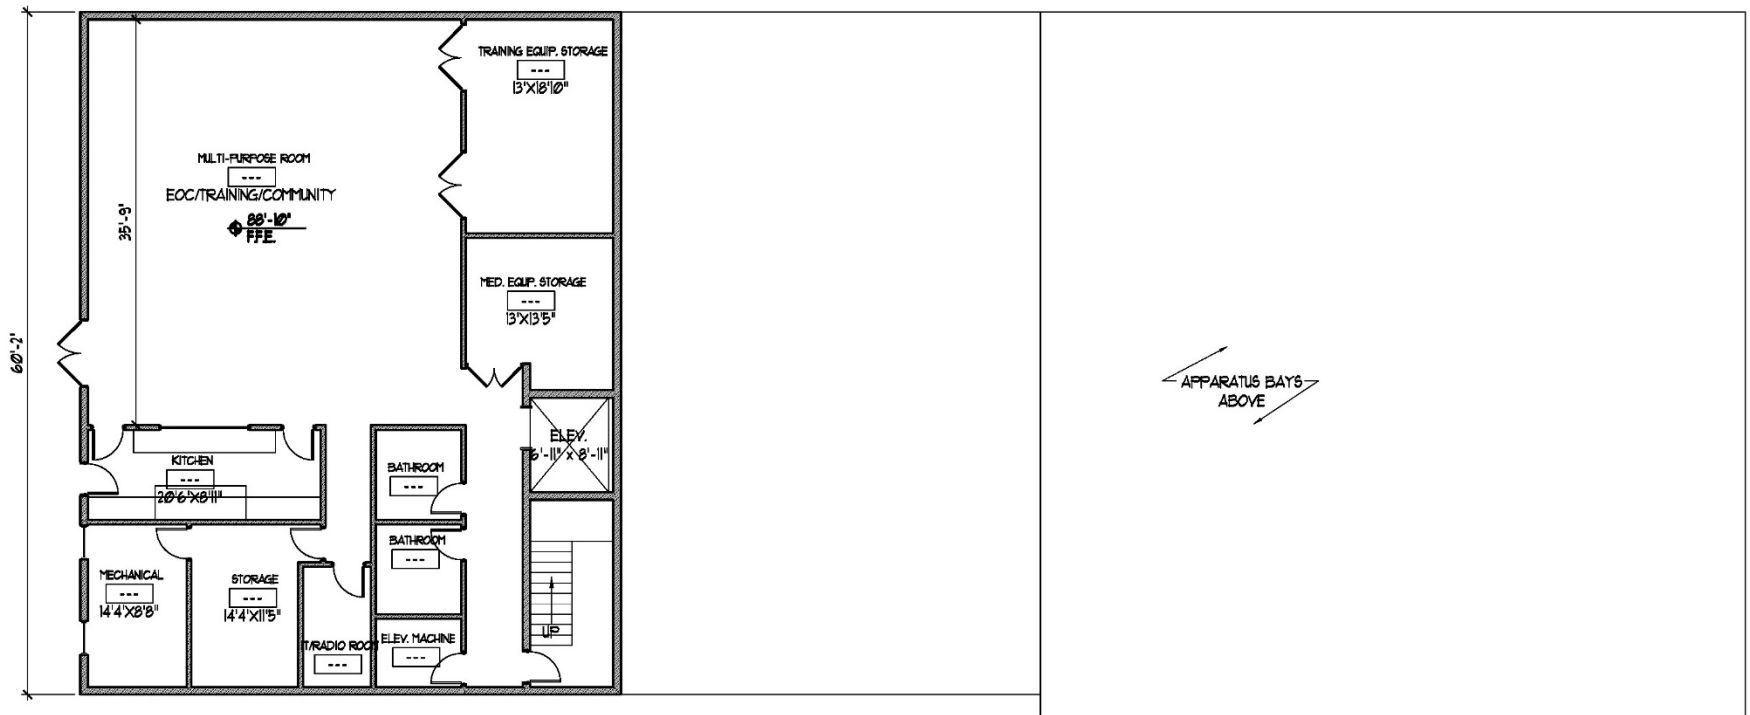 TRAINING EQUIP. STORAGE
---
13'X18'10"
MULTI-PURPOSE ROOM
---
EOC/TRAINING/COMMUNITY
88'-10"
F.F.E.
35'-9"
60'-2"
MED. EQUIP. STORAGE
---
13'X13'5"
APPARATUS BAYS
ABOVE
ELEV.
6'-11" x 8'-11"
KITCHEN
---
20'6"X8'11"
BATHROOM
---
BATHROOM
---
MECHANICAL
---
14'4"X8'8"
STORAGE
---
14'4"X11'5"
IT/RADIO ROOM
---
ELEV. MACHINE
---
UP